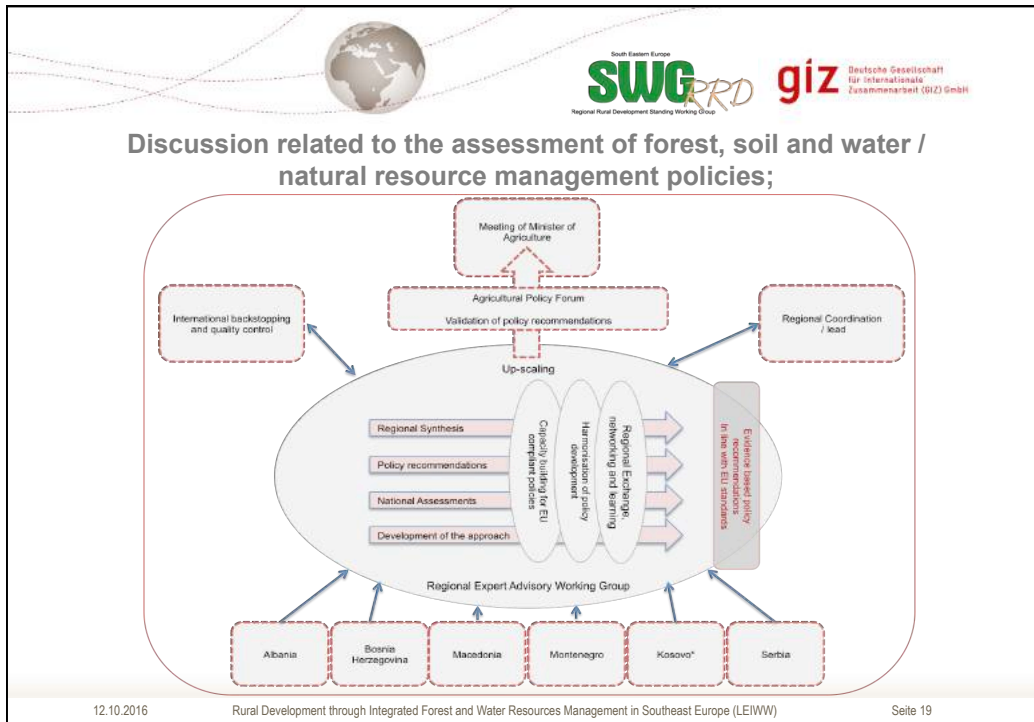 South Eastern Europe
SWG
RRD
Regional Rural Development Standing Working Group
giz
Deutsche Gesellschaft
für Internationale
Zusammenarbeit (GIZ) GmbH
Discussion related to the assessment of forest, soil and water /
natural resource management policies;
Meeting of Minister of
Agriculture
Agricultural Policy Forum
Validation of policy recommendations
International backstopping
and quality control
Regional Coordination
/ lead
Up-scaling
Regional Synthesis
Policy recommendations
National Assessments
Development of the approach
Capacity building for EU
compliant policies
Harmonisation of policy
development
Regional Exchange,
networking and learning
Evidence based policy
recommendations
In line with EU standards
Regional Expert Advisory Working Group
Albania
Bosnia
Herzegovina
Macedonia
Montenegro
Kosovo*
Serbia
12.10.2016
Rural Development through Integrated Forest and Water Resources Management in Southeast Europe (LEIWW)
Seite 19